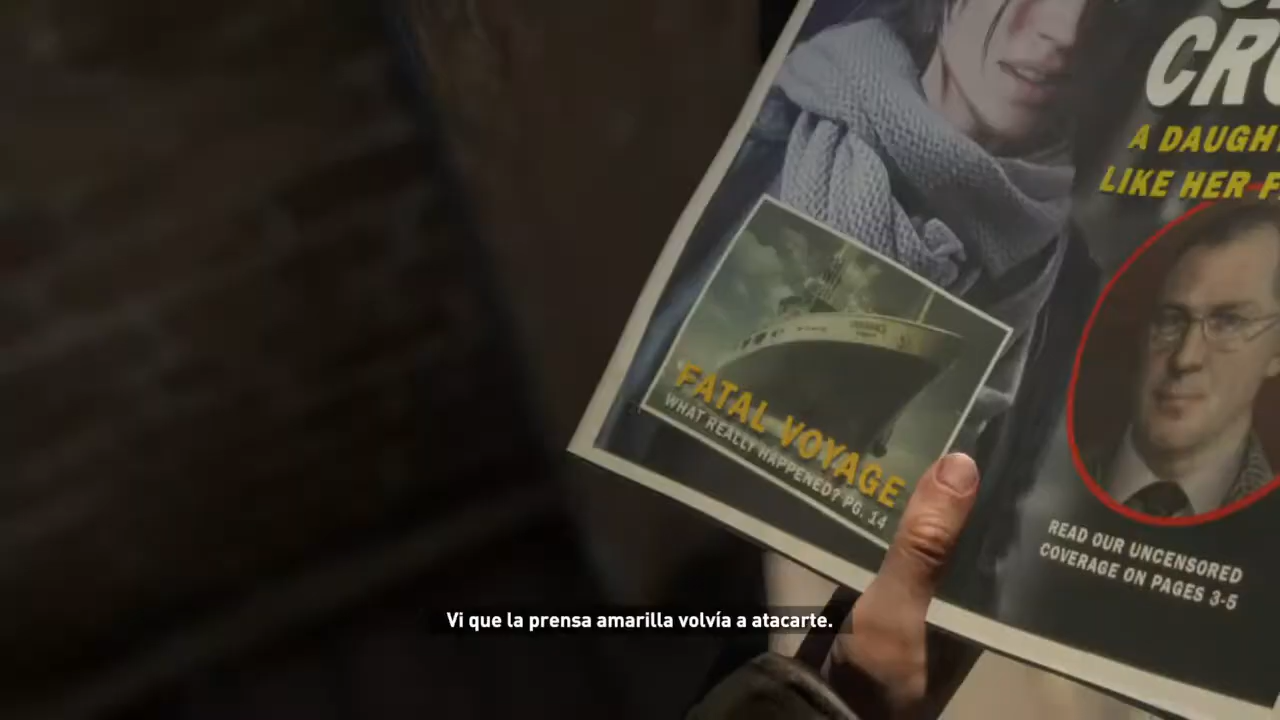 CR
A DAUGH
LIKE HER F
FATAL VOYAGE
WHAT REALLY HAPPENED? PG. 14
READ OUR UNCENSORED
COVERAGE ON PAGES 3-5
Vi que la prensa amarilla volvía a atacarte.